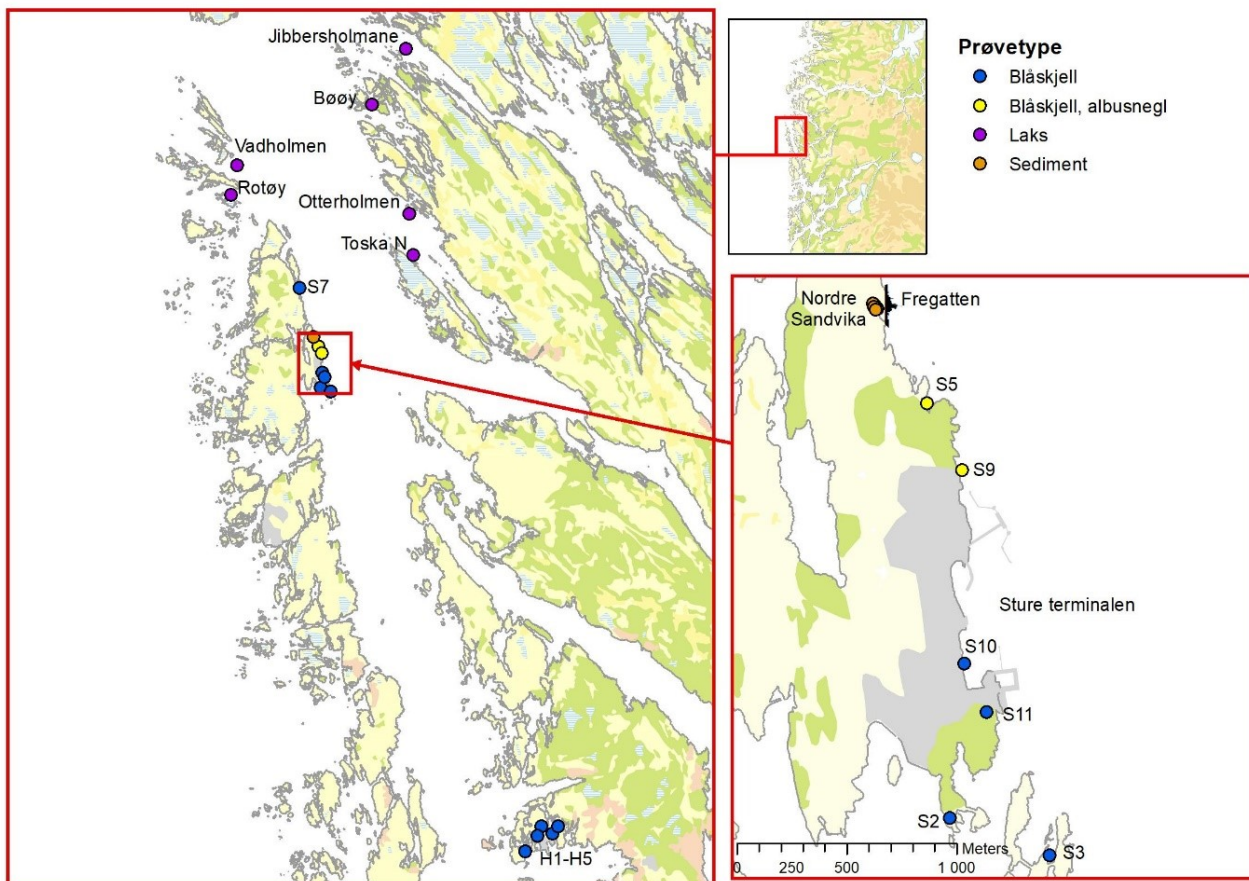 Jibbersholmane
Bøøy
Vadholmen
Rotøy
Otterholmen
Toska N
S7
H1-H5
Prøvetype
Blåskjell
Blåskjell, albusnegl
Laks
Sediment
Nordre
Sandvika
Fregatten
S5
S9
Sture terminalen
S10
S11
S2
S3
0 250 500 1 000 Meters